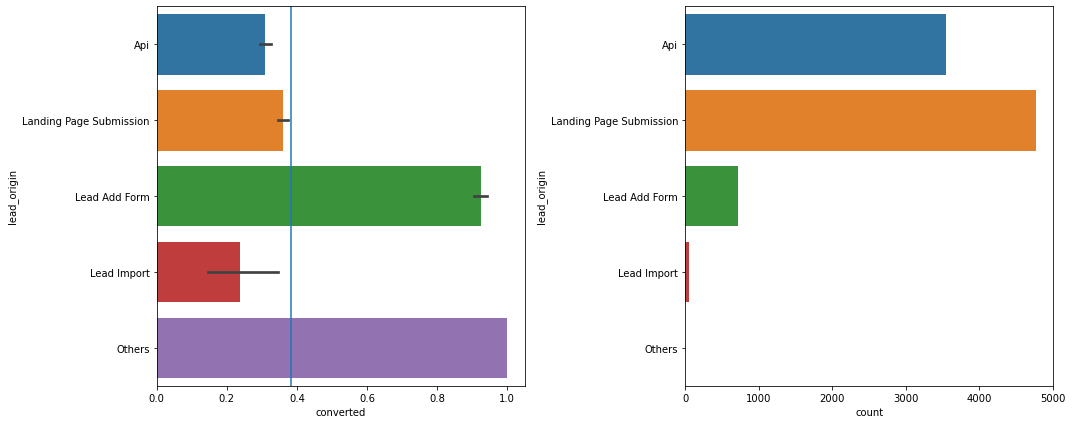 Api
Landing Page Submission
Lead Add Form
Lead Import
Others
lead_origin
0.0 0.2 0.4 0.6 0.8 1.0
converted
Api
Landing Page Submission
Lead Add Form
Lead Import
Others
lead_origin
0 1000 2000 3000 4000 5000
count